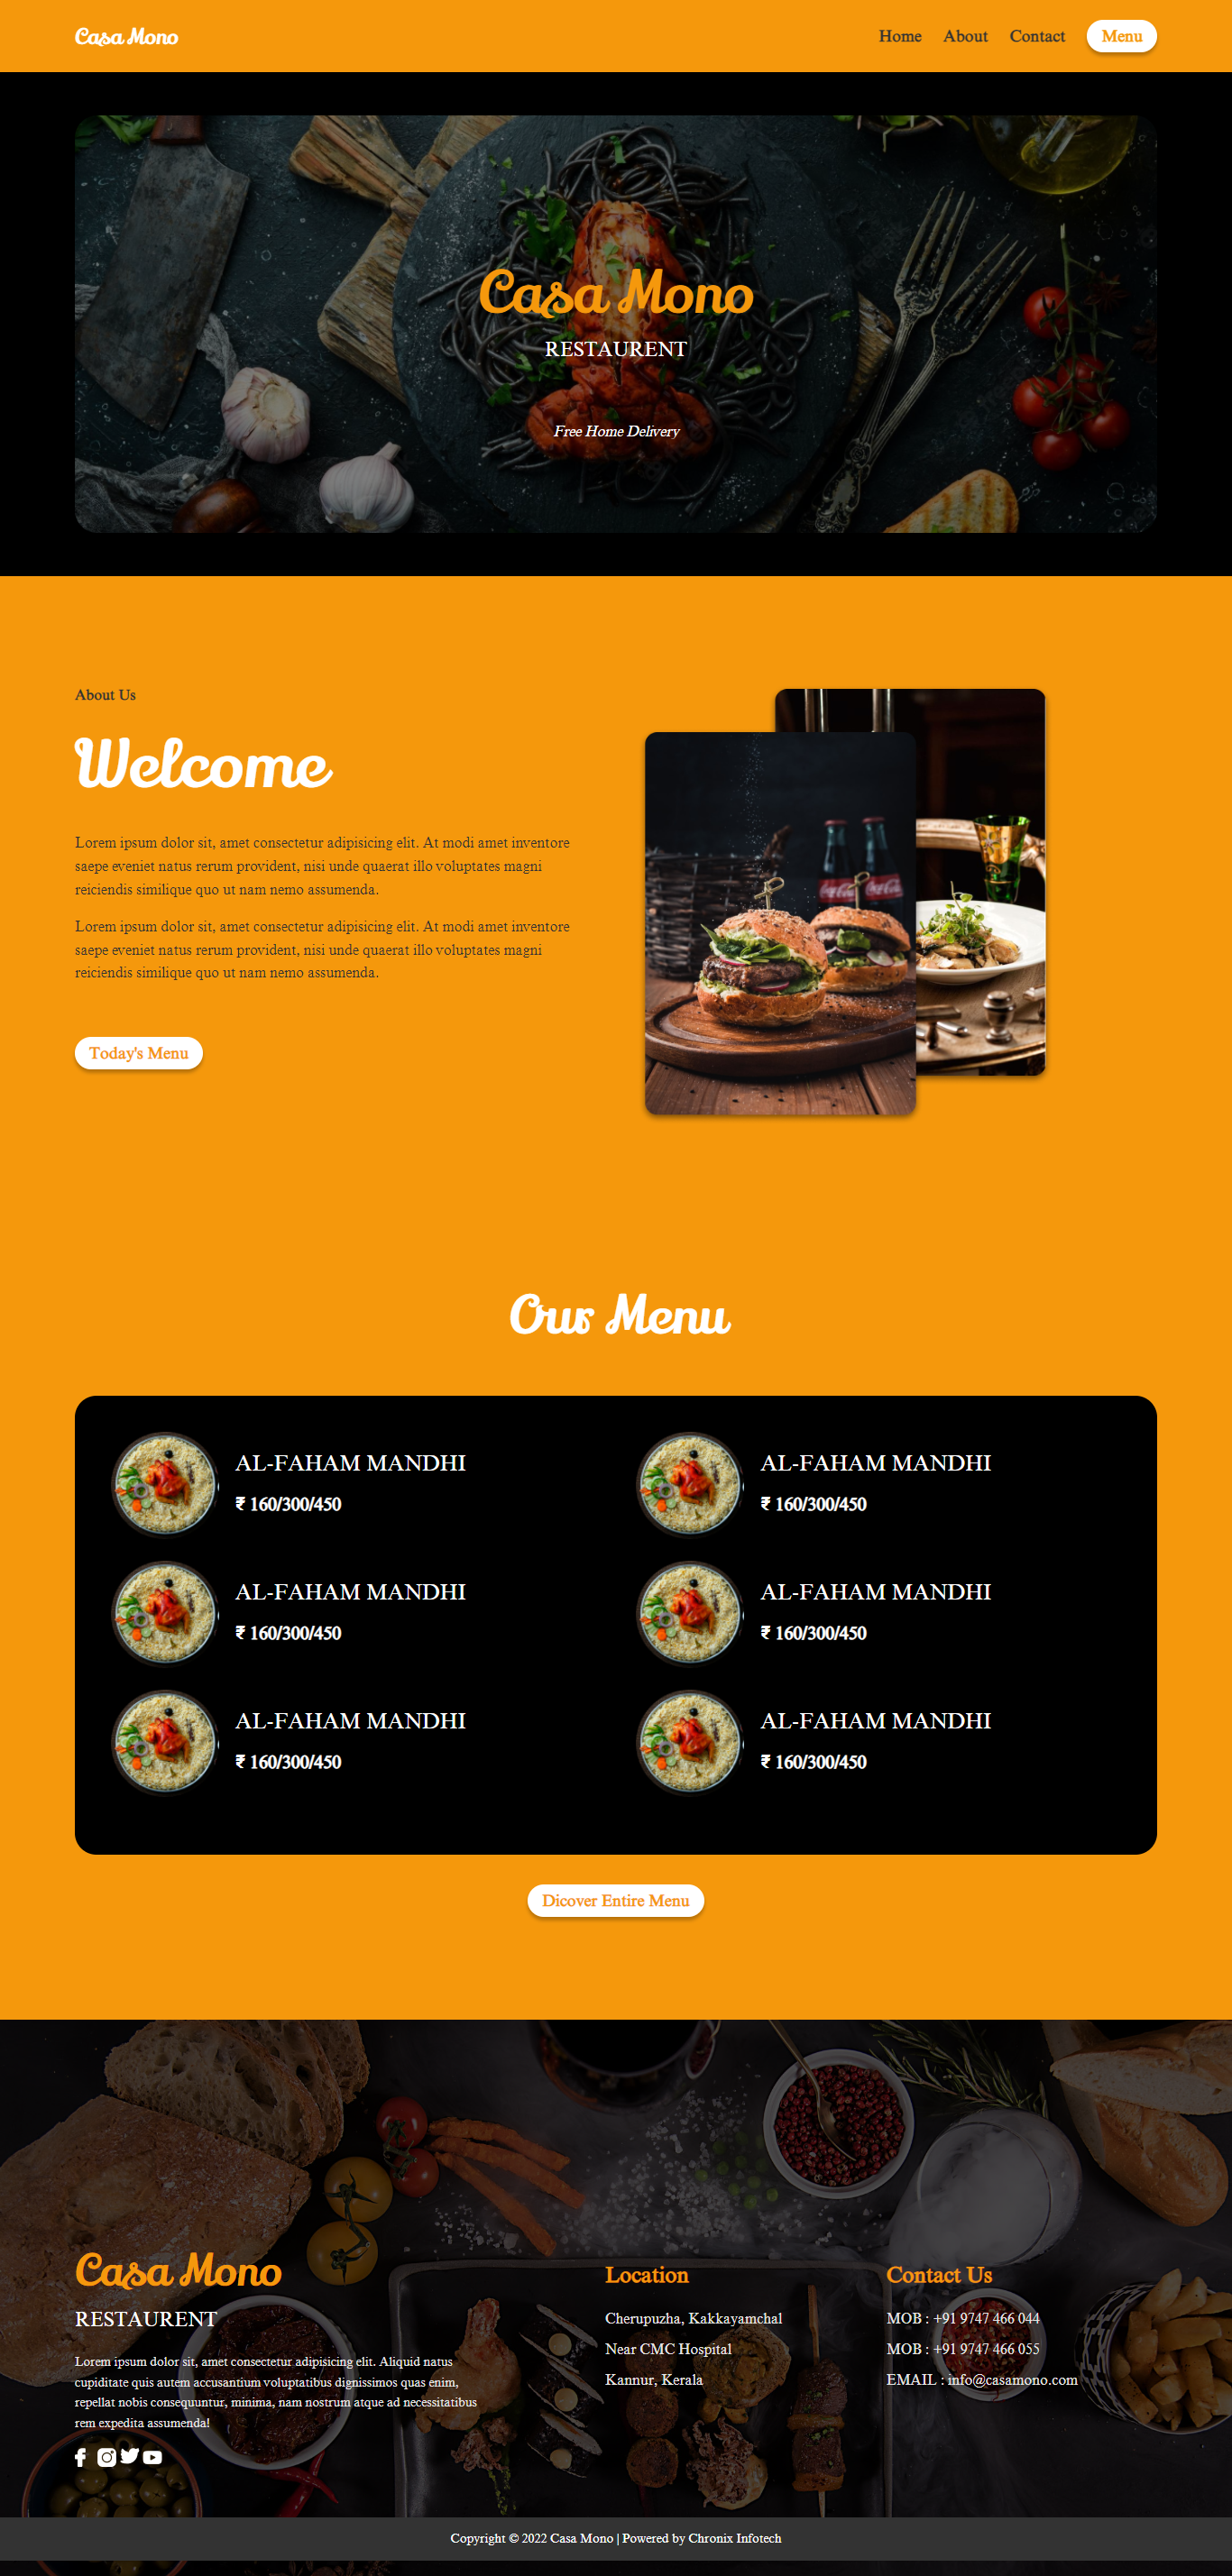 Casa Mono
Home
About
Contact
Menu
Casa Mono
RESTAURENT
Free Home Delivery
About Us
Welcome
Lorem ipsum dolor sit, amet consectetur adipisicing elit. At modi amet inventore
saepe eveniet natus rerum provident, nisi unde quaerat illo voluptates magni
reiciendis similique quo ut nam nemo assumenda.
Lorem ipsum dolor sit, amet consectetur adipisicing elit. At modi amet inventore
saepe eveniet natus rerum provident, nisi unde quaerat illo voluptates magni
reiciendis similique quo ut nam nemo assumenda.
Today's Menu
Our Menu
AL-FAHAM MANDHI
₹ 160/300/450
AL-FAHAM MANDHI
₹ 160/300/450
AL-FAHAM MANDHI
₹ 160/300/450
AL-FAHAM MANDHI
₹ 160/300/450
AL-FAHAM MANDHI
₹ 160/300/450
AL-FAHAM MANDHI
₹ 160/300/450
Dicover Entire Menu
Casa Mono
RESTAURENT
Lorem ipsum dolor sit, amet consectetur adipisicing elit. Aliquid natus
cupiditate quis autem accusantium voluptatibus dignissimos quas enim,
repellat nobis consequuntur, minima, nam nostrum atque ad necessitatibus
rem expedita assumenda!
Location
Cherupuzha, Kakkayamchal
Near CMC Hospital
Kannur, Kerala
Contact Us
MOB : +91 9747 466 044
MOB : +91 9747 466 055
EMAIL : info@casamono.com
Copyright © 2022 Casa Mono | Powered by Chronix Infotech